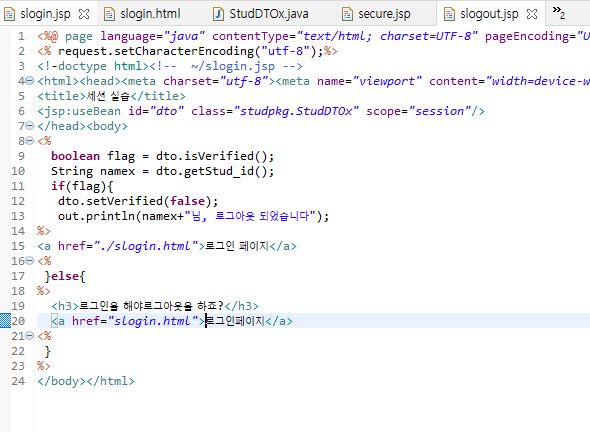 slogin.jsp slogin.html StudDTOx.java secure.jsp slogout.jsp »2
1 <%@ page language="java" contentType="text/html; charset=UTF-8" pageEncoding="U
2 <% request.setCharacterEncoding("utf-8");%>
3 <!-doctype html><!-- ~/slogin.jsp -->
4 <html><head><meta charset="utf-8"><meta name="viewport" content="width=device-w
5 <title>세션 실습</title>
6 <jsp:useBean id="dto" class="studpkg.StudDTOx" scope="session"/>
7 </head><body>
8 <%
9 boolean flag = dto.isVerified();
10 String namex = dto.getStud_id();
11 if(flag){
12 dto.setVerified(false);
13 out.println(namex+"님, 로그아웃 되었습니다");
14 %>
15 <a href="./slogin.html">로그인 페이지</a>
16 <%
17 }else{
18 %>
19 <h3>로그인을 해야로그아웃을 하죠?</h3>
20 <a href="slogin.html">로그인페이지</a>
21 <%
22 }
23 %>
24 </body></html>